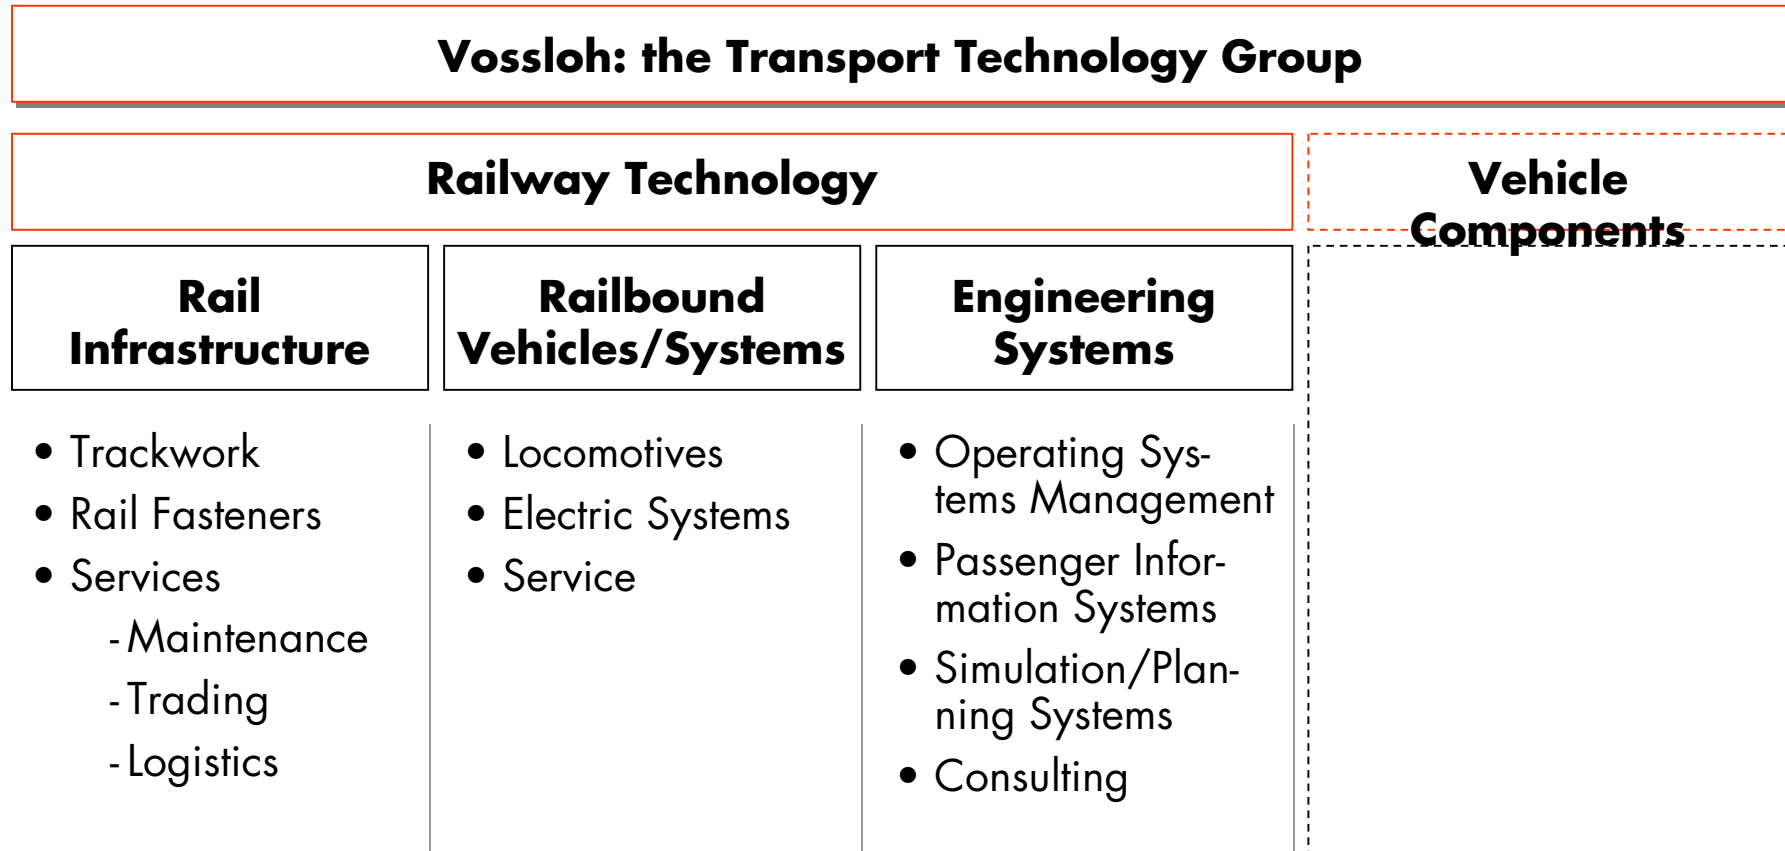 Vossloh: the Transport Technology Group
Railway Technology
Vehicle
Components
Rail
Infrastructure
Railbound
Vehicles/Systems
Engineering
Systems
• Trackwork
• Rail Fasteners
• Services
- Maintenance
- Trading
- Logistics
• Locomotives
• Electric Systems
• Service
• Operating Sys-
tems Management
• Passenger Infor-
mation Systems
• Simulation/Plan-
ning Systems
• Consulting